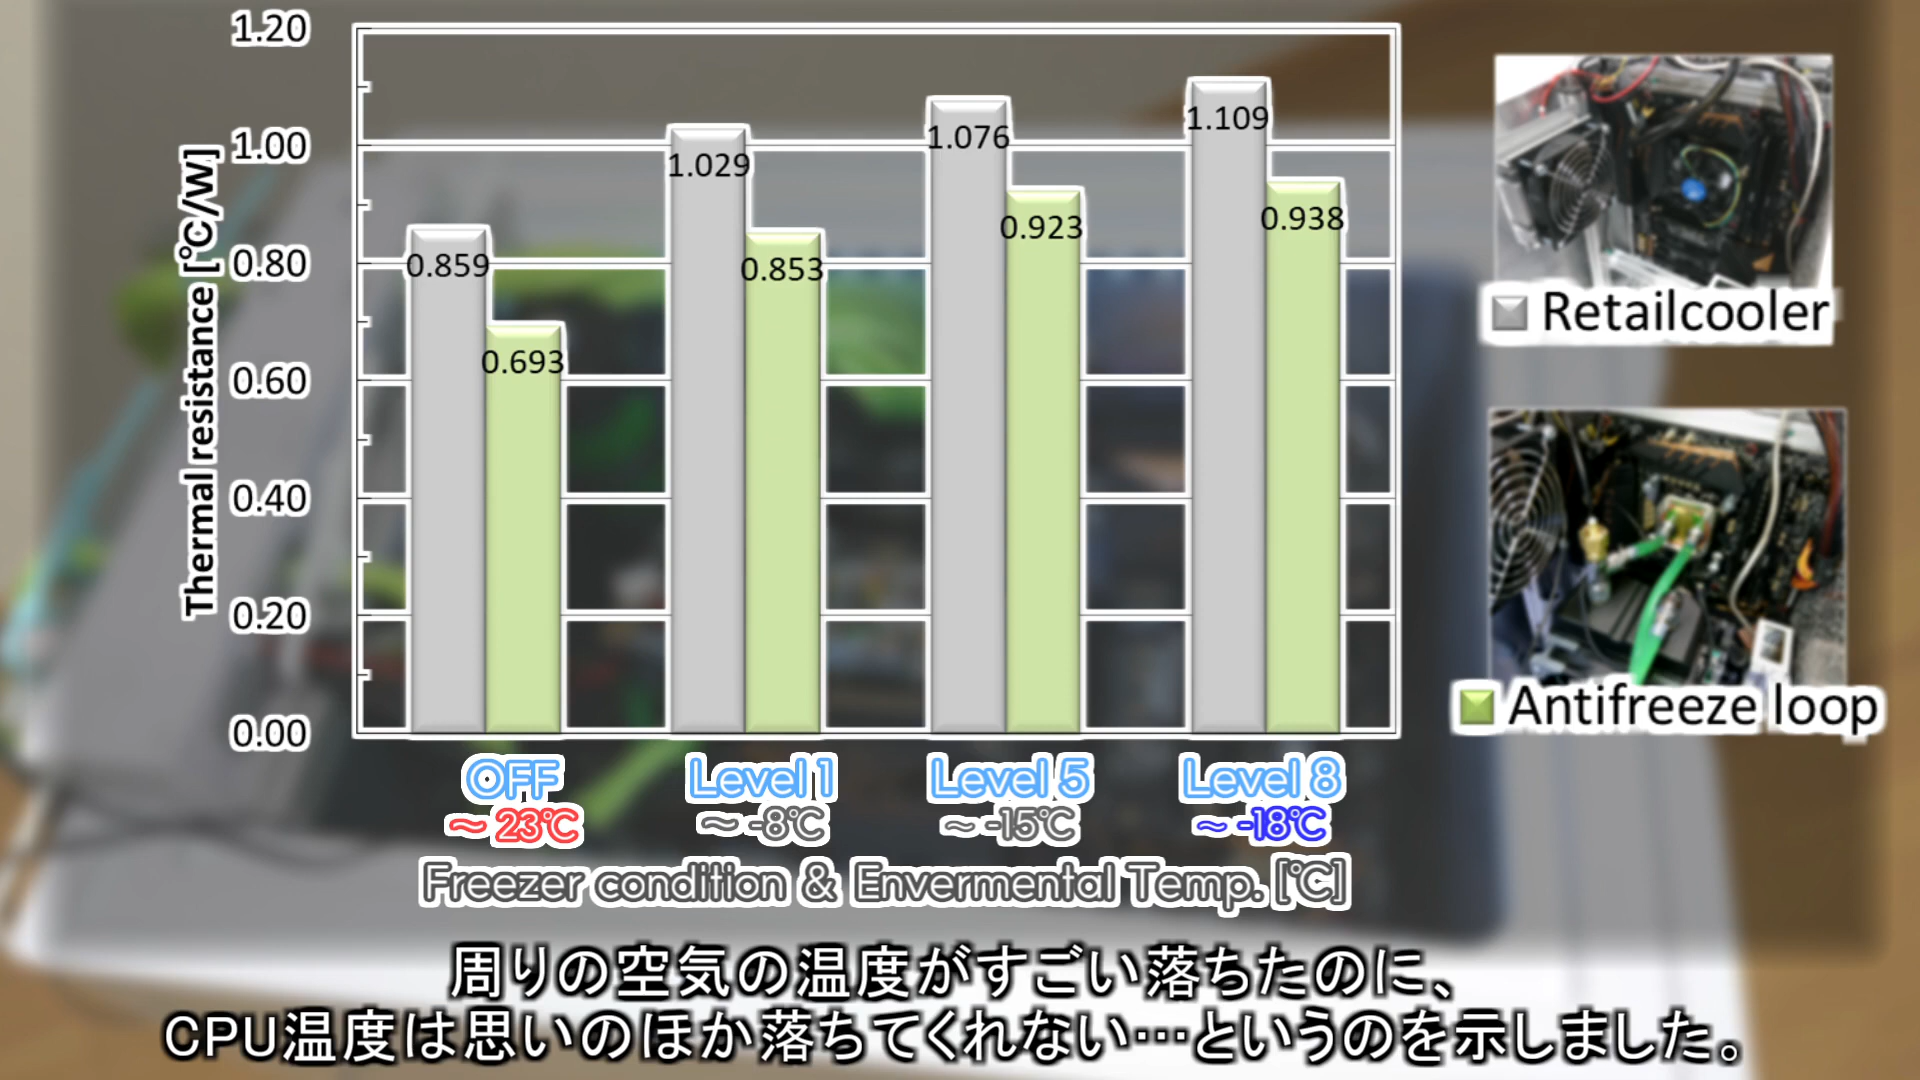 Thermal resistance [℃/W]
1.20
1.00
0.80
0.60
0.40
0.20
0.00
0.859
0.693
1.029
0.853
1.076
0.923
1.109
0.938
OFF
Level 1
Level 5
Level 8
～ 23℃
～ -8℃
～ -15℃
～ -18℃
Freezer condition & Envermental Temp. [℃]
Retailcooler
Antifreeze loop
周りの空気の温度がすごい落ちたのに、
CPU温度は思いのほか落ちてくれない…というのを示しました。